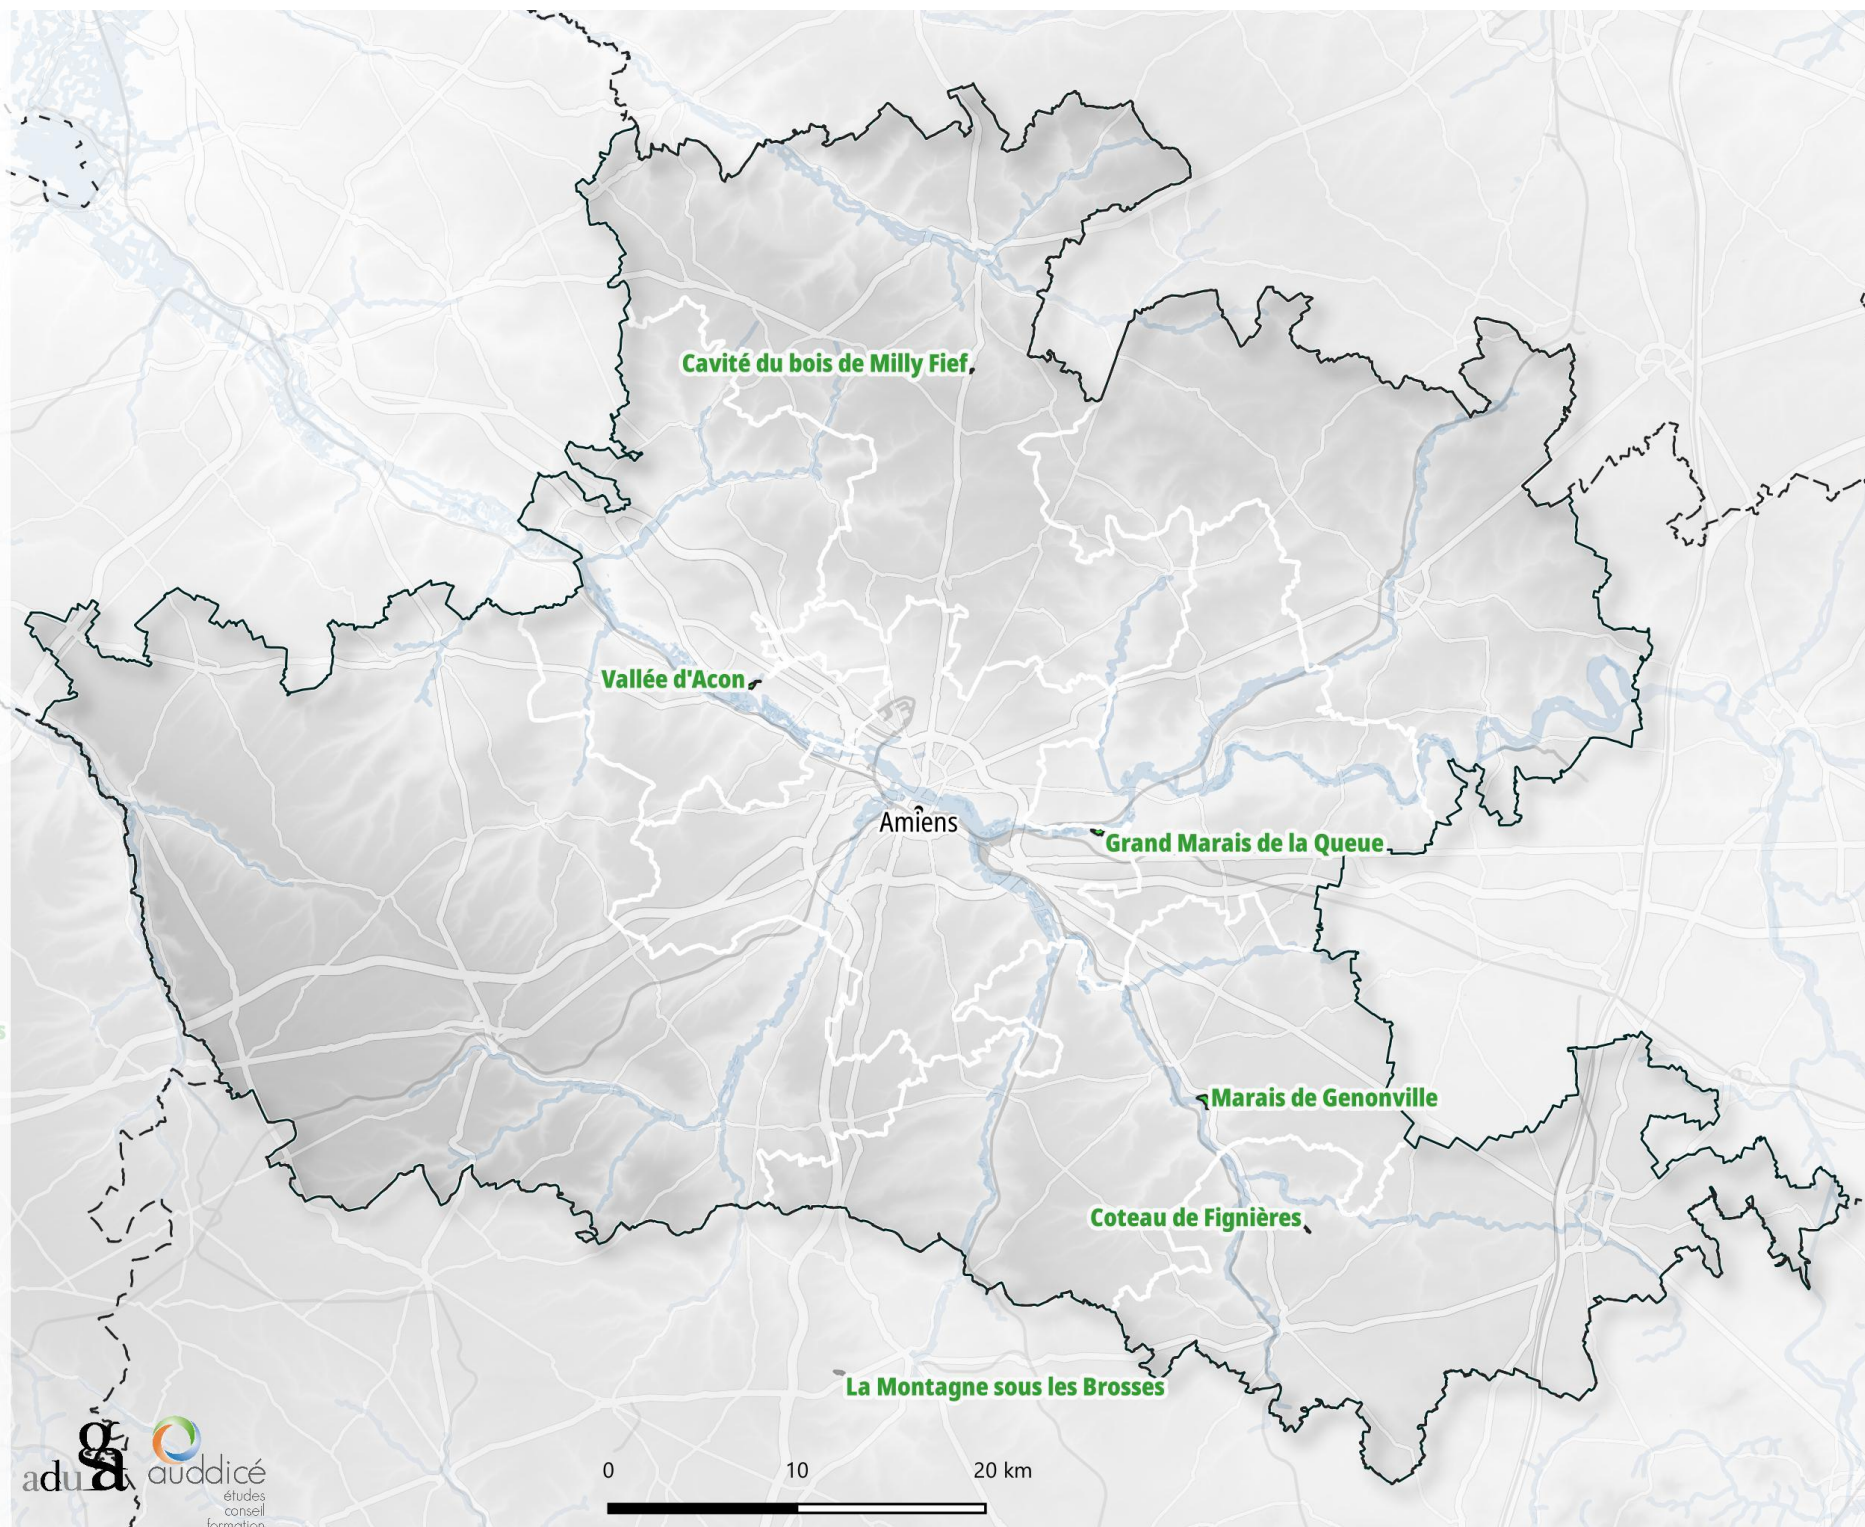 Cavité du bois de Milly Fief
Vallée d'Acon
Amiens
Grand Marais de la Queue
Marais de Genonville
Coteau de Fignières
La Montagne sous les Brosses
0 10 20 km
aduga
auddicé
études
conseil
formation